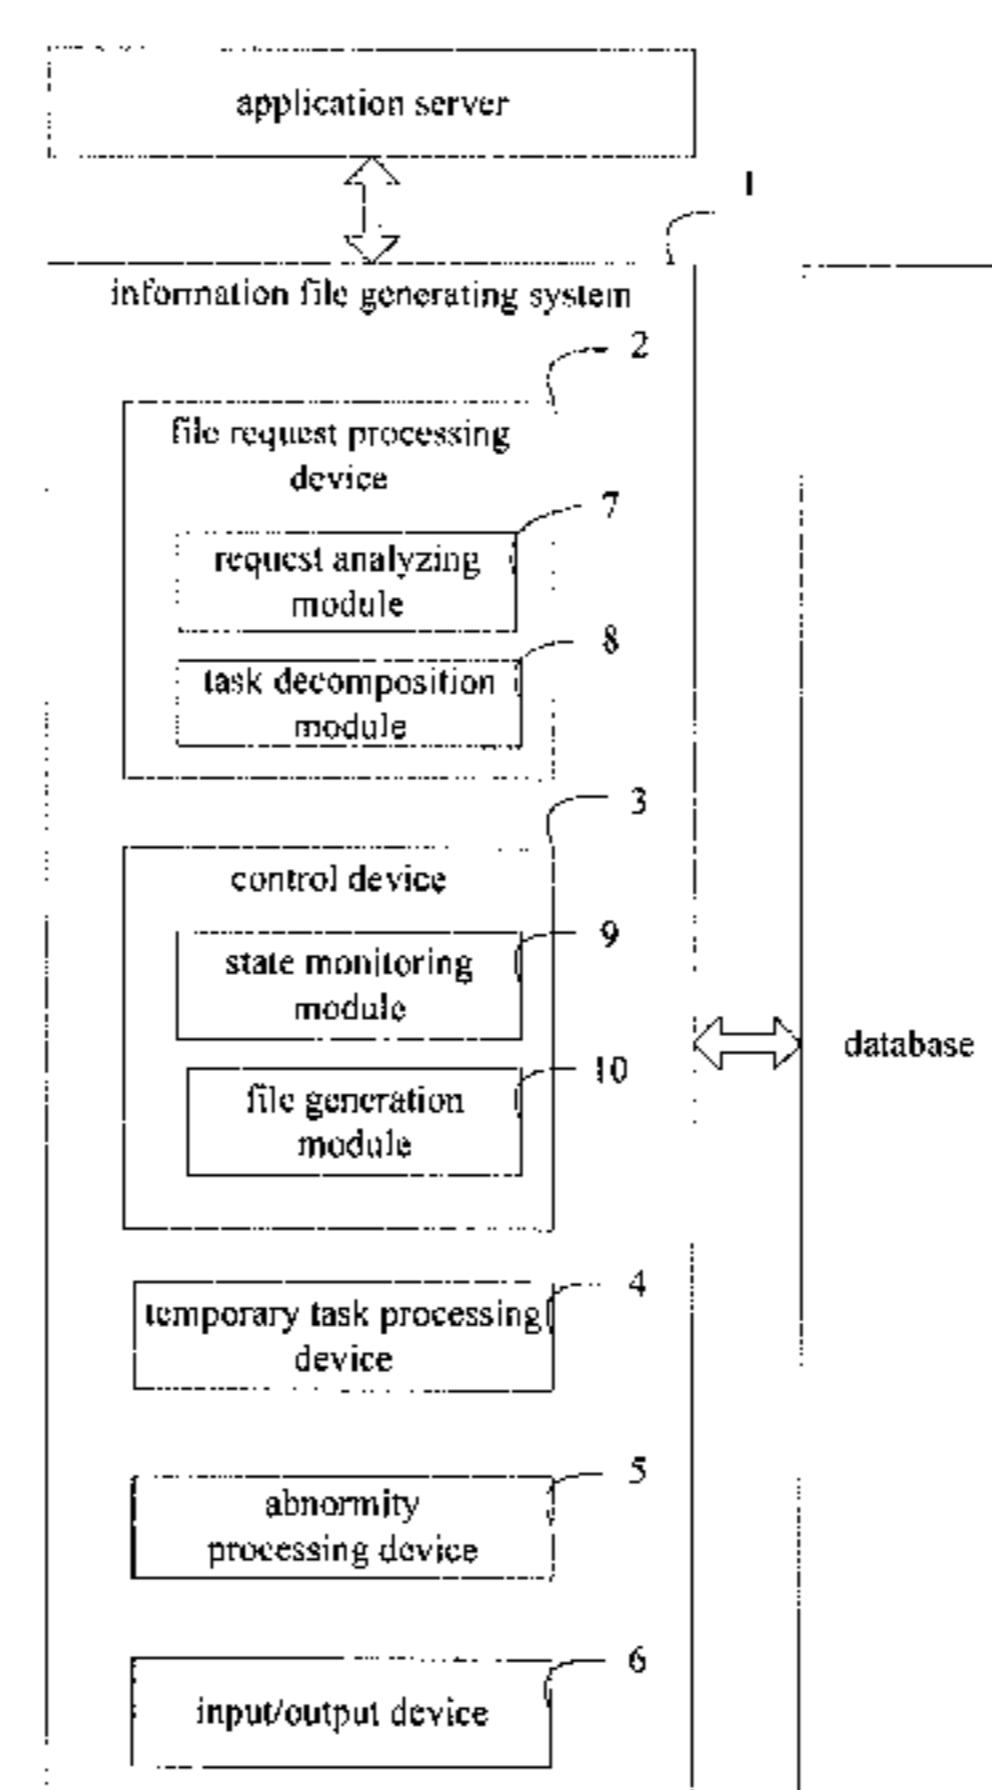 application server
1
information file generating system
2
file request processing
device
7
request analyzing
module
8
task decomposition
module
3
control device
9
state monitoring
module
database
10
file generation
module
4
temporary task processing
device
5
abnormity
processing device
6
input/output device